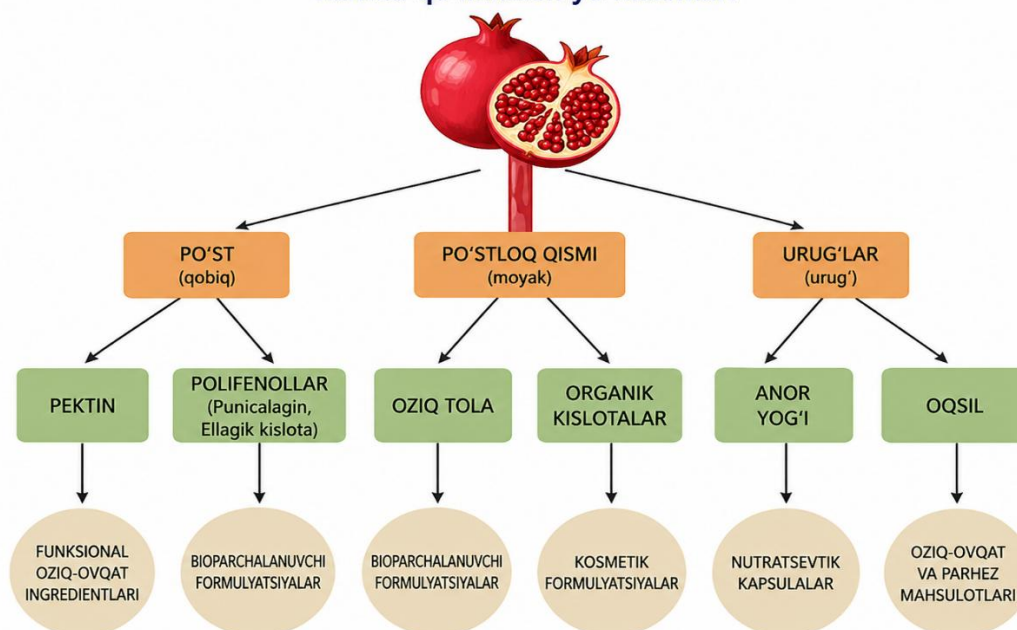 PO‘ST
(qobiq)
PO‘STLOQ QISMI
(moyak)
URUG‘LAR
(urug‘)
PEKTIN
POLIFENOLLAR
(Punicalagin,
Ellagik kislota)
OZIQ TOLA
ORGANIK
KISLOTALAR
ANOR
YOG‘I
OQSIL
FUNKSIONAL
OZIQ-OVQAT
INGREDIENTLARI
BIOPARCHALANUVCHI
FORMULYATSIYALAR
BIOPARCHALANUVCHI
FORMULYATSIYALAR
KOSMETIK
FORMULYATSIYALAR
NUTRATSEVTIK
KAPSULALAR
OZIQ-OVQAT
VA PARHEZ
MAHSULOTLARI